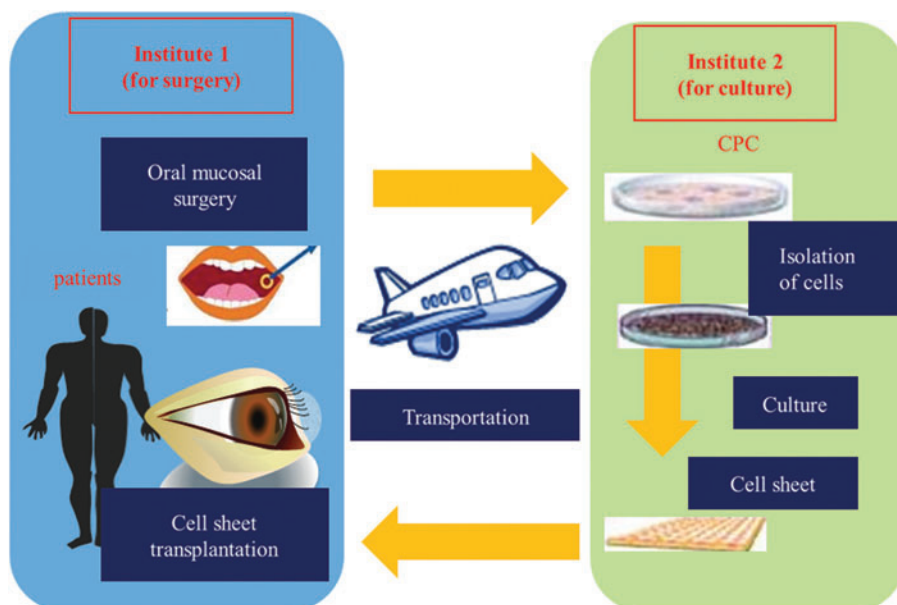 Institute 1
(for surgery)
Oral mucosal
surgery
patients
Cell sheet
transplantation
Transportation
Institute 2
(for culture)
CPC
Isolation
of cells
Culture
Cell sheet